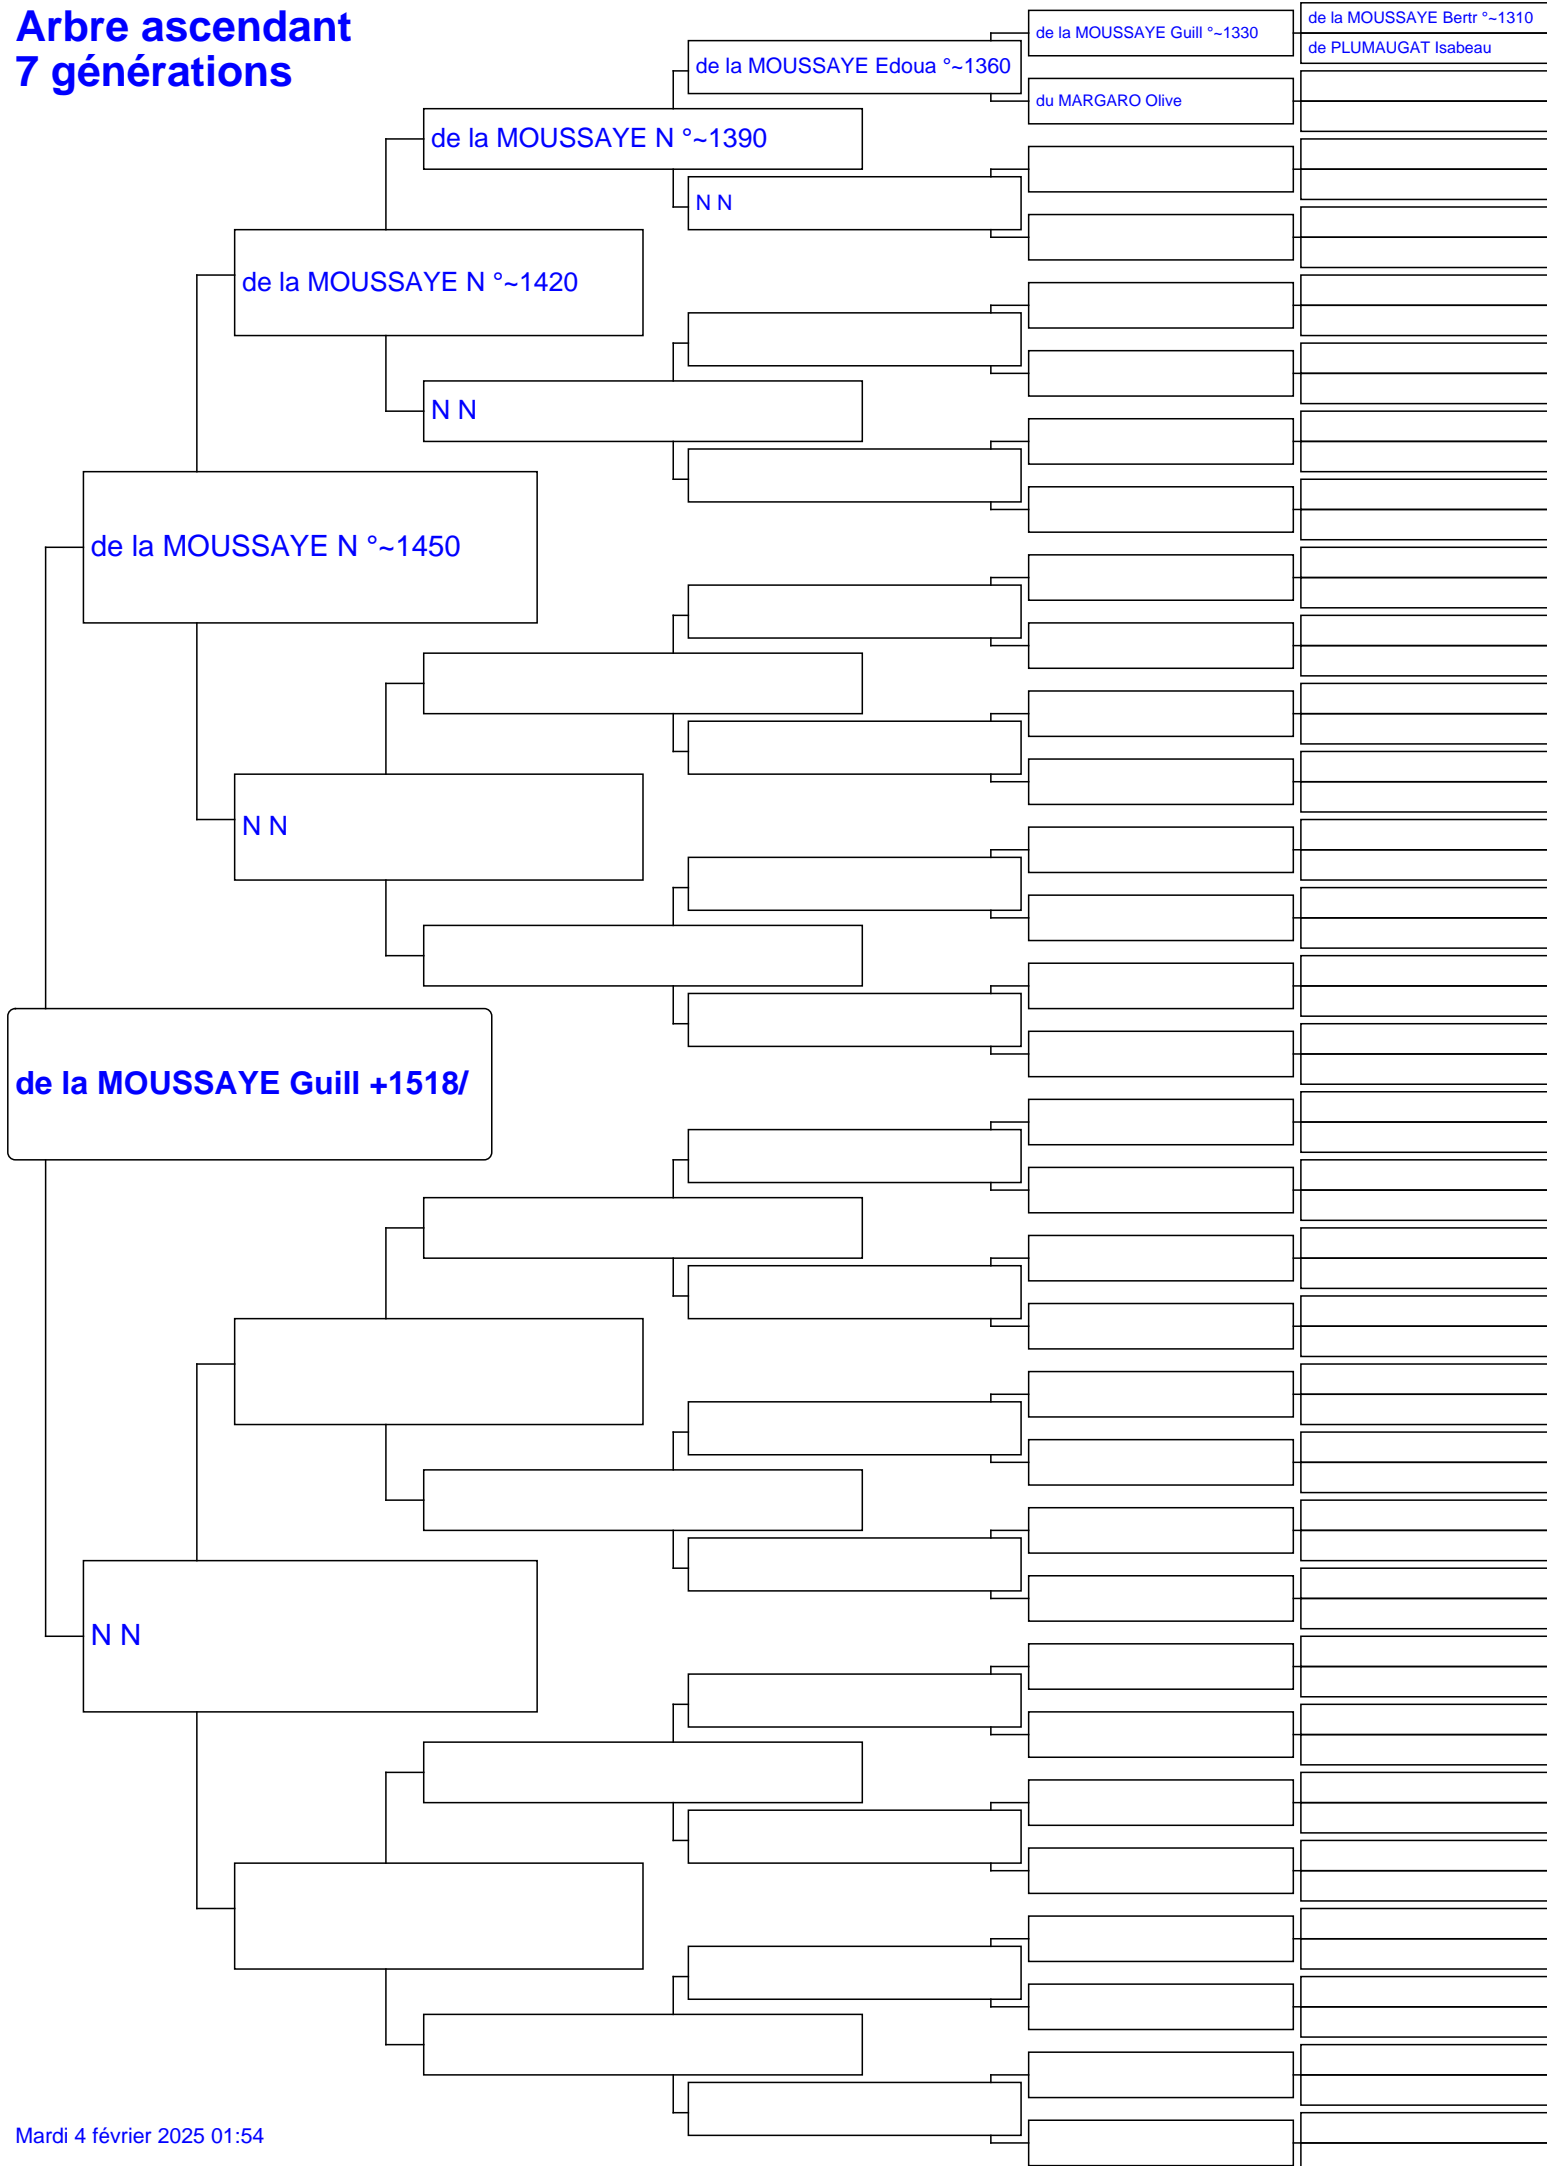 Arbre ascendant
7 générations
de la MOUSSAYE Bertr °~1310
de la MOUSSAYE Guill °~1330
de PLUMAUGAT Isabeau
de la MOUSSAYE Edoua °~1360
du MARGARO Olive
de la MOUSSAYE N °~1390
N N
de la MOUSSAYE N °~1420
N N
de la MOUSSAYE N °~1450
N N
de la MOUSSAYE Guill +1518/
N N
Mardi 4 février 2025 01:54